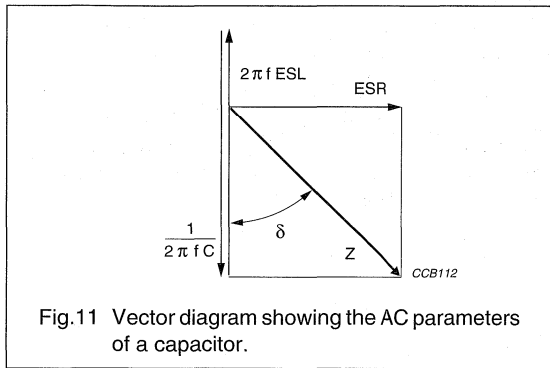 2 π f ESL
ESR
1
2 π f C
δ
Z
CCB112
Fig.11 Vector diagram showing the AC parameters
of a capacitor.